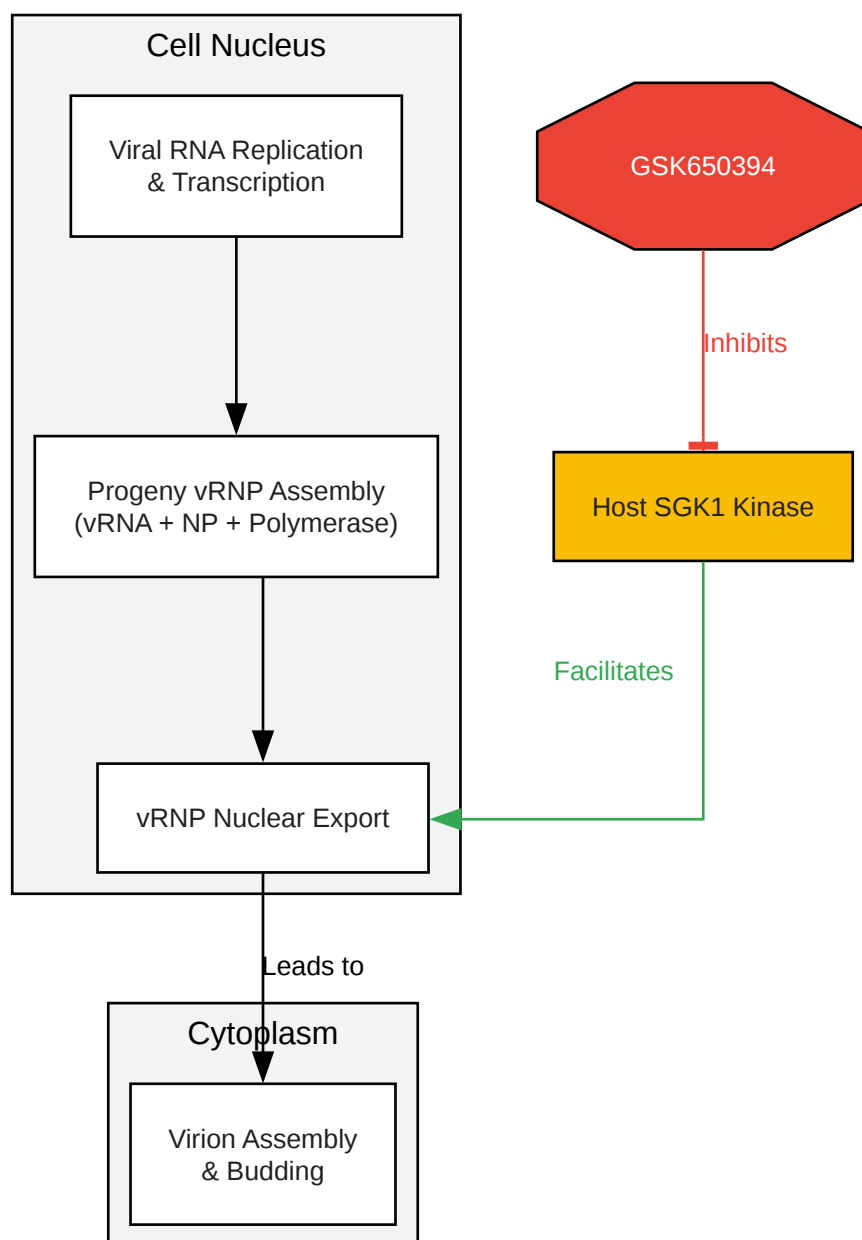 Cell Nucleus
Viral RNA Replication
& Transcription
GSK650394
Inhibits
Progeny vRNP Assembly
(vRNA + NP + Polymerase)
Host SGK1 Kinase
Facilitates
vRNP Nuclear Export
Leads to
Cytoplasm
Virion Assembly
& Budding